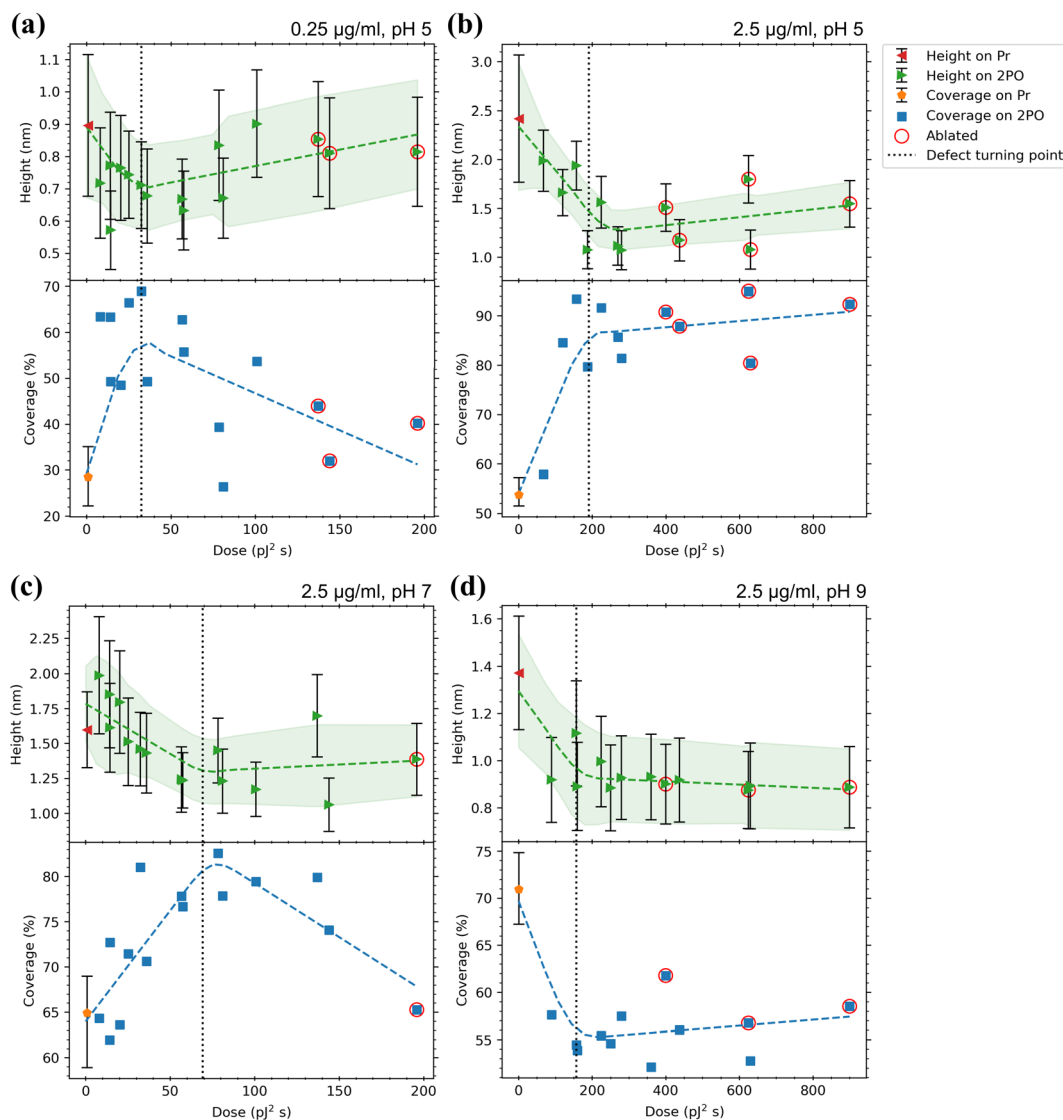 (a)
0.25 µg/ml, pH 5
1.1
1.0
0.9
0.8
0.7
0.6
0.5
Height (nm)
70
60
50
40
30
20
Coverage (%)
0
50
100
150
200
Dose (pJ² s)
(b)
2.5 µg/ml, pH 5
3.0
2.5
2.0
1.5
1.0
Height (nm)
90
80
70
60
50
Coverage (%)
0
200
400
600
800
Dose (pJ² s)
Height on Pr
Height on 2PO
Coverage on Pr
Coverage on 2PO
Ablated
Defect turning point
(c)
2.5 µg/ml, pH 7
2.25
2.00
1.75
1.50
1.25
1.00
Height (nm)
80
75
70
65
60
Coverage (%)
0
50
100
150
200
Dose (pJ² s)
(d)
2.5 µg/ml, pH 9
1.6
1.4
1.2
1.0
0.8
Height (nm)
75
70
65
60
55
Coverage (%)
0
200
400
600
800
Dose (pJ² s)